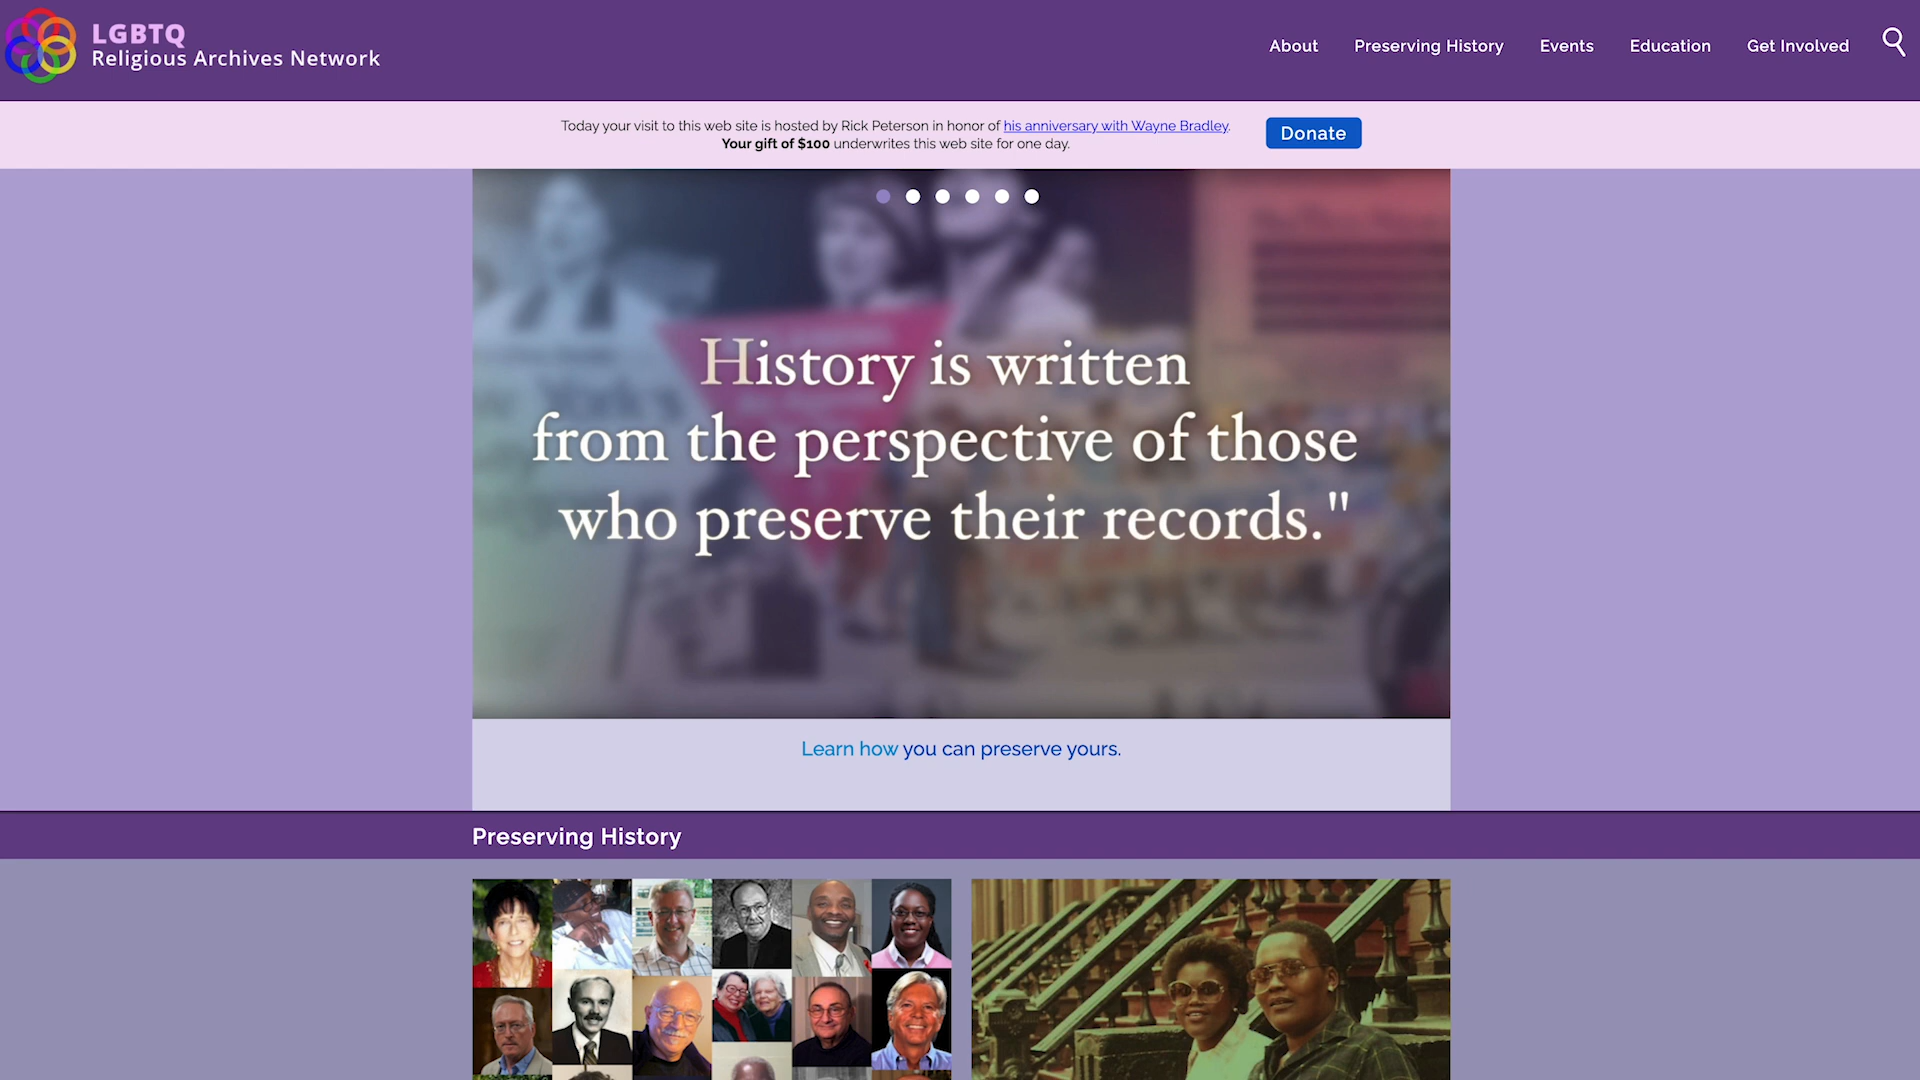 LGBTQ
Religious Archives Network
About Preserving History Events Education Get Involved
Today your visit to this web site is hosted by Rick Peterson in honor of his anniversary with Wayne Bradley.
Your gift of $100 underwrites this web site for one day.
Donate
History is written
from the perspective of those
who preserve their records."
Learn how you can preserve yours.
Preserving History